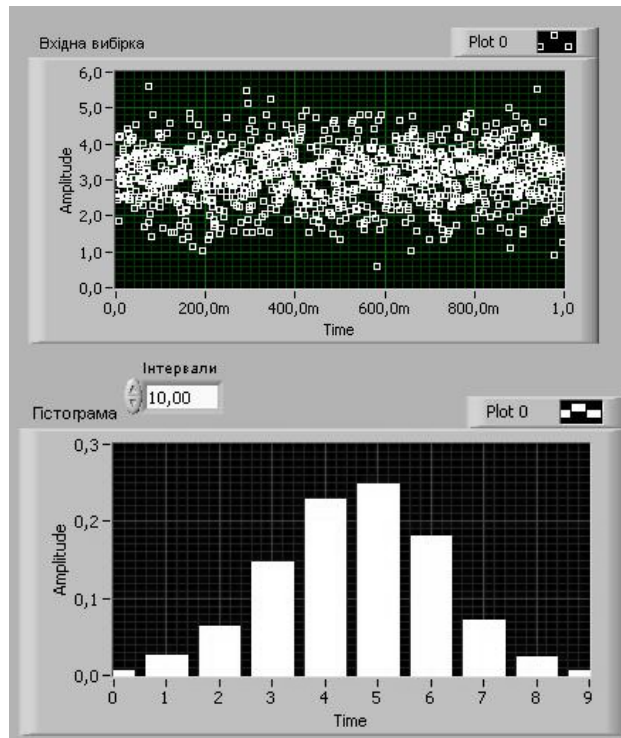 Вхідна вибірка
Plot 0
6,0
5,0
4,0
3,0
2,0
1,0
0,0
Amplitude
0,0 200,0m 400,0m 600,0m 800,0m 1,0
Time
Інтервали
10,00
Гістограма
Plot 0
0,3
0,2
0,1
0,0
Amplitude
0 1 2 3 4 5 6 7 8 9
Time